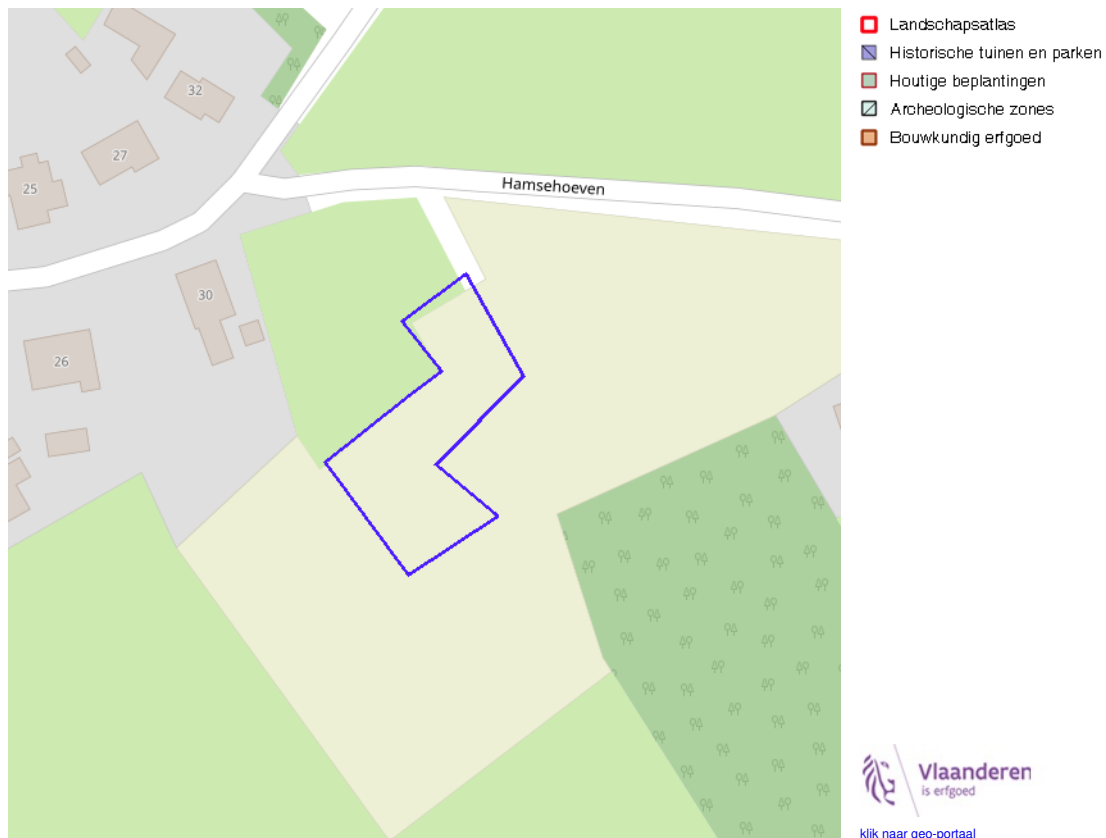 32
27
25
Hamsehoeven
30
26
Landschapsatlas
Historische tuinen en parken
Houtige beplantingen
Archeologische zones
Bouwkundig erfgoed
Vlaanderen
is erfgoed
klik naar geo-portaal